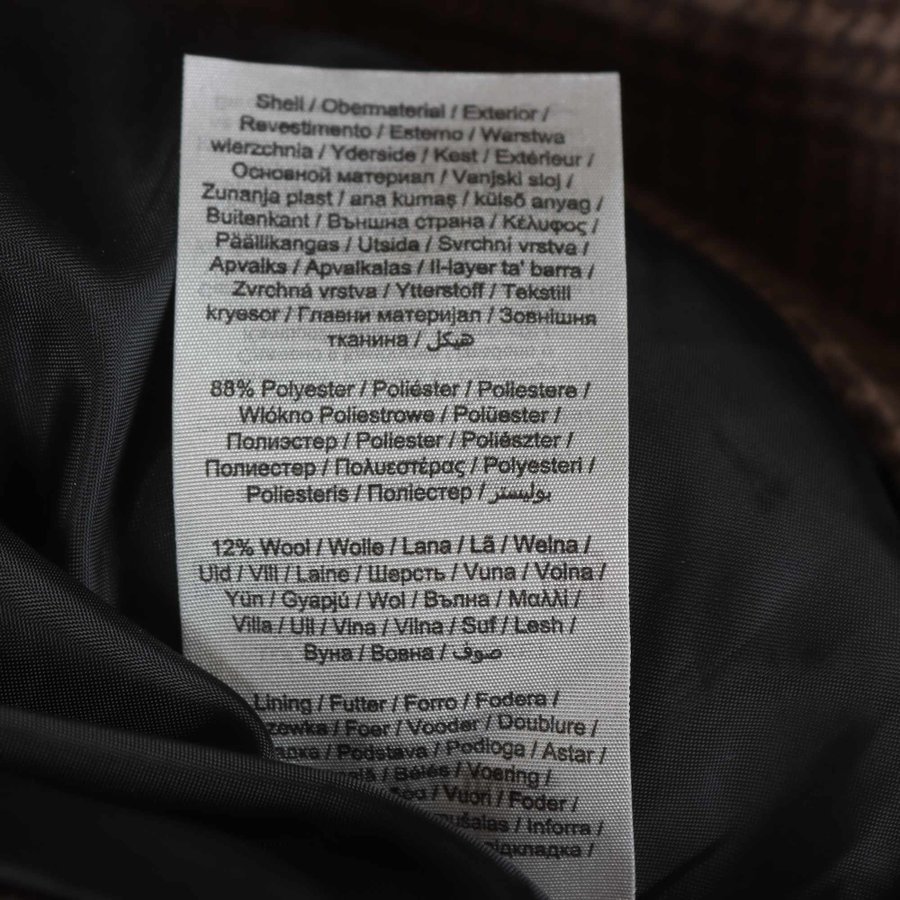 Shell / Obermaterial / Exterior /
Revestimento / Esterno / Warstwa
wierzchnia / Yderside / Kest / Extérieur /
Основной материал / Vanjski sloj /
Zunanja plast / ana kumaş / külső anyag /
Buitenkant / Външна страна / Κέλυφος /
Päällikangas / Utsida / Svrchní vrstva /
Apvalks / Apvalkalas / Il-layer ta' barra /
Zvrchná vrstva / Ytterstoff / Tekstill
kryesor / Главни материјал / Зовнішня
тканина / هيكل
88% Polyester / Poliéster / Poliestere /
Włókno Poliestrowe / Polüester /
Полиэстер / Poliester / Poliészter /
Полиестер / Πολυεστέρας / Polyesteri /
Poliesteris / Поліестер / بوليستر
12% Wool / Wolle / Lana / Lã / Wełna /
Uld / Vill / Laine / Шерсть / Vuna / Volna /
Yün / Gyapjú / Wol / Вълна / Μαλλί /
Villa / Ull / Vlna / Vilna / Suf / Lesh /
Вуна / Вовна / صوف
Lining / Futter / Forro / Fodera /
Foer / Vooder / Doublure /
/ Podstava / Podloga / Astar /
/ Bélés / Voering /
/ Vuori / Foder /
/ Inforra /
/